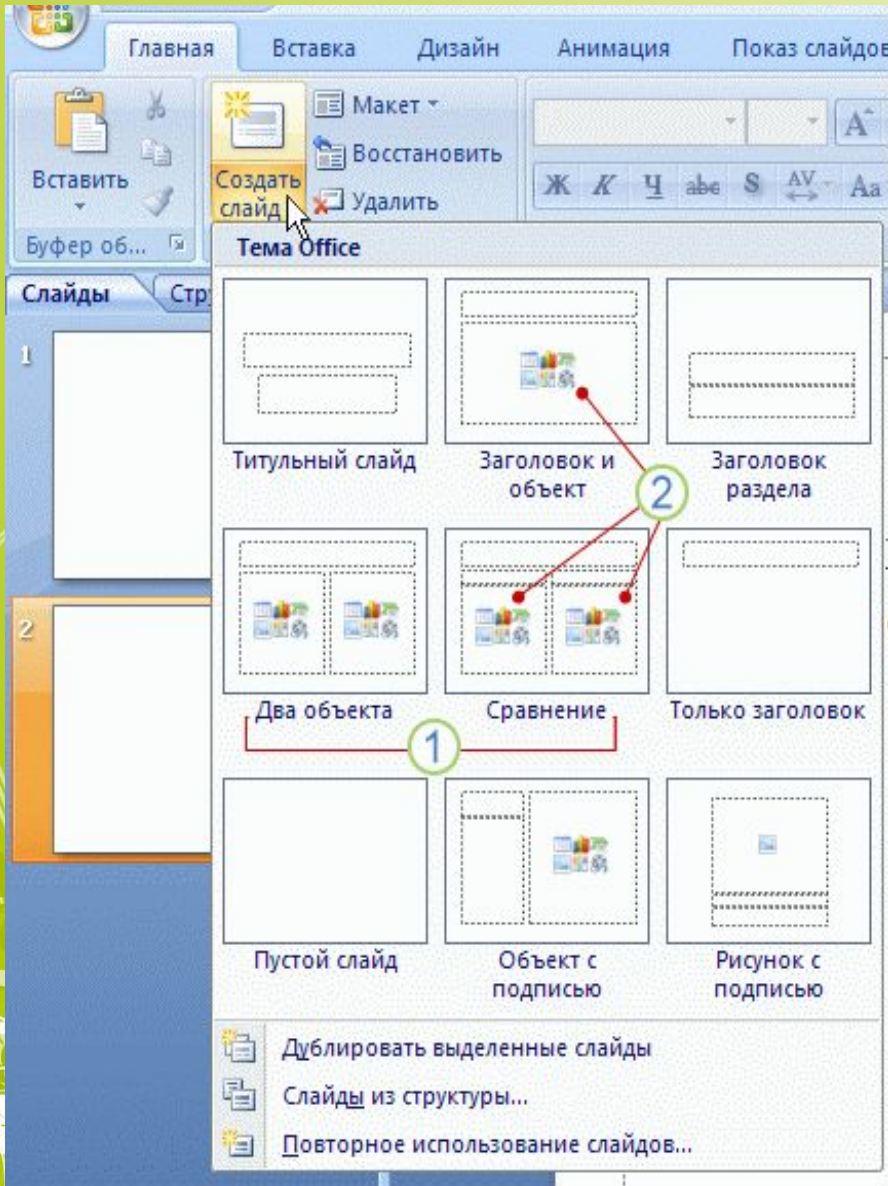 Главная Вставка Дизайн Анимация Показ слайдов
Вставить
Буфер об...
Создать
слайд
Макет
Восстановить
Удалить
Ж К Ч abe S AV Aa
A
Слайды
1
2
Тема Office
Титульный слайд
Заголовок и
объект
Заголовок
раздела
2
Два объекта
Сравнение
Только заголовок
1
Пустой слайд
Объект с
подписью
Рисунок с
подписью
Дублировать выделенные слайды
Слайды из структуры...
Повторное использование слайдов...